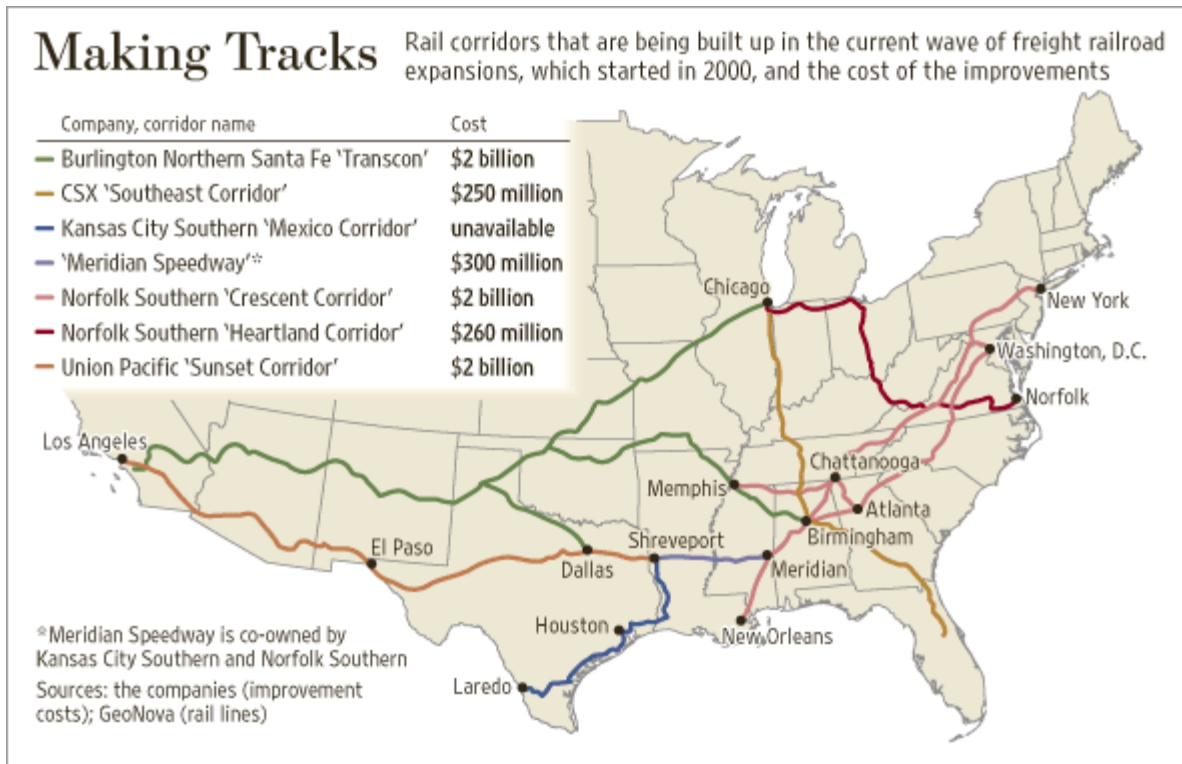 Making Tracks
Rail corridors that are being built up in the current wave of freight railroad
expansions, which started in 2000, and the cost of the improvements
Company, corridor name Cost
Burlington Northern Santa Fe ‘Transcon’ $2 billion
CSX ‘Southeast Corridor’ $250 million
Kansas City Southern ‘Mexico Corridor’ unavailable
‘Meridian Speedway’* $300 million
Norfolk Southern ‘Crescent Corridor’ $2 billion
Norfolk Southern ‘Heartland Corridor’ $260 million
Union Pacific ‘Sunset Corridor’ $2 billion
Chicago
New York
Washington, D.C.
Norfolk
Los Angeles
Chattanooga
Memphis
Atlanta
Birmingham
El Paso
Shreveport
Dallas
Meridian
Houston
New Orleans
Laredo
*Meridian Speedway is co-owned by
Kansas City Southern and Norfolk Southern
Sources: the companies (improvement
costs); GeoNova (rail lines)